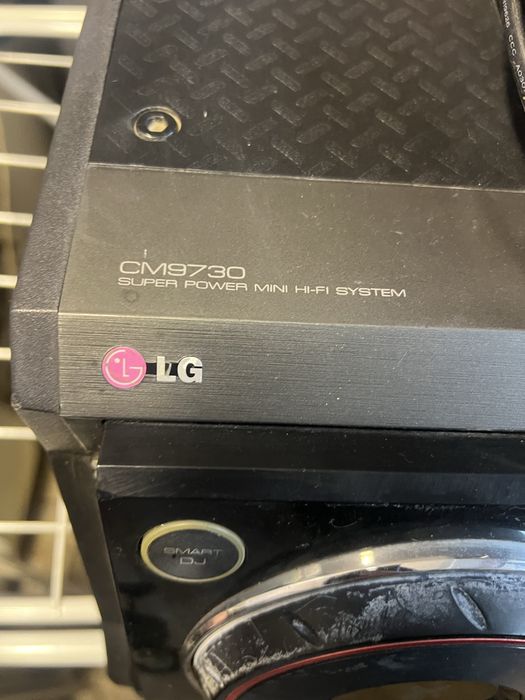 CM9730
SUPER POWER MINI HI-FI SYSTEM
LG
SMART
DJ